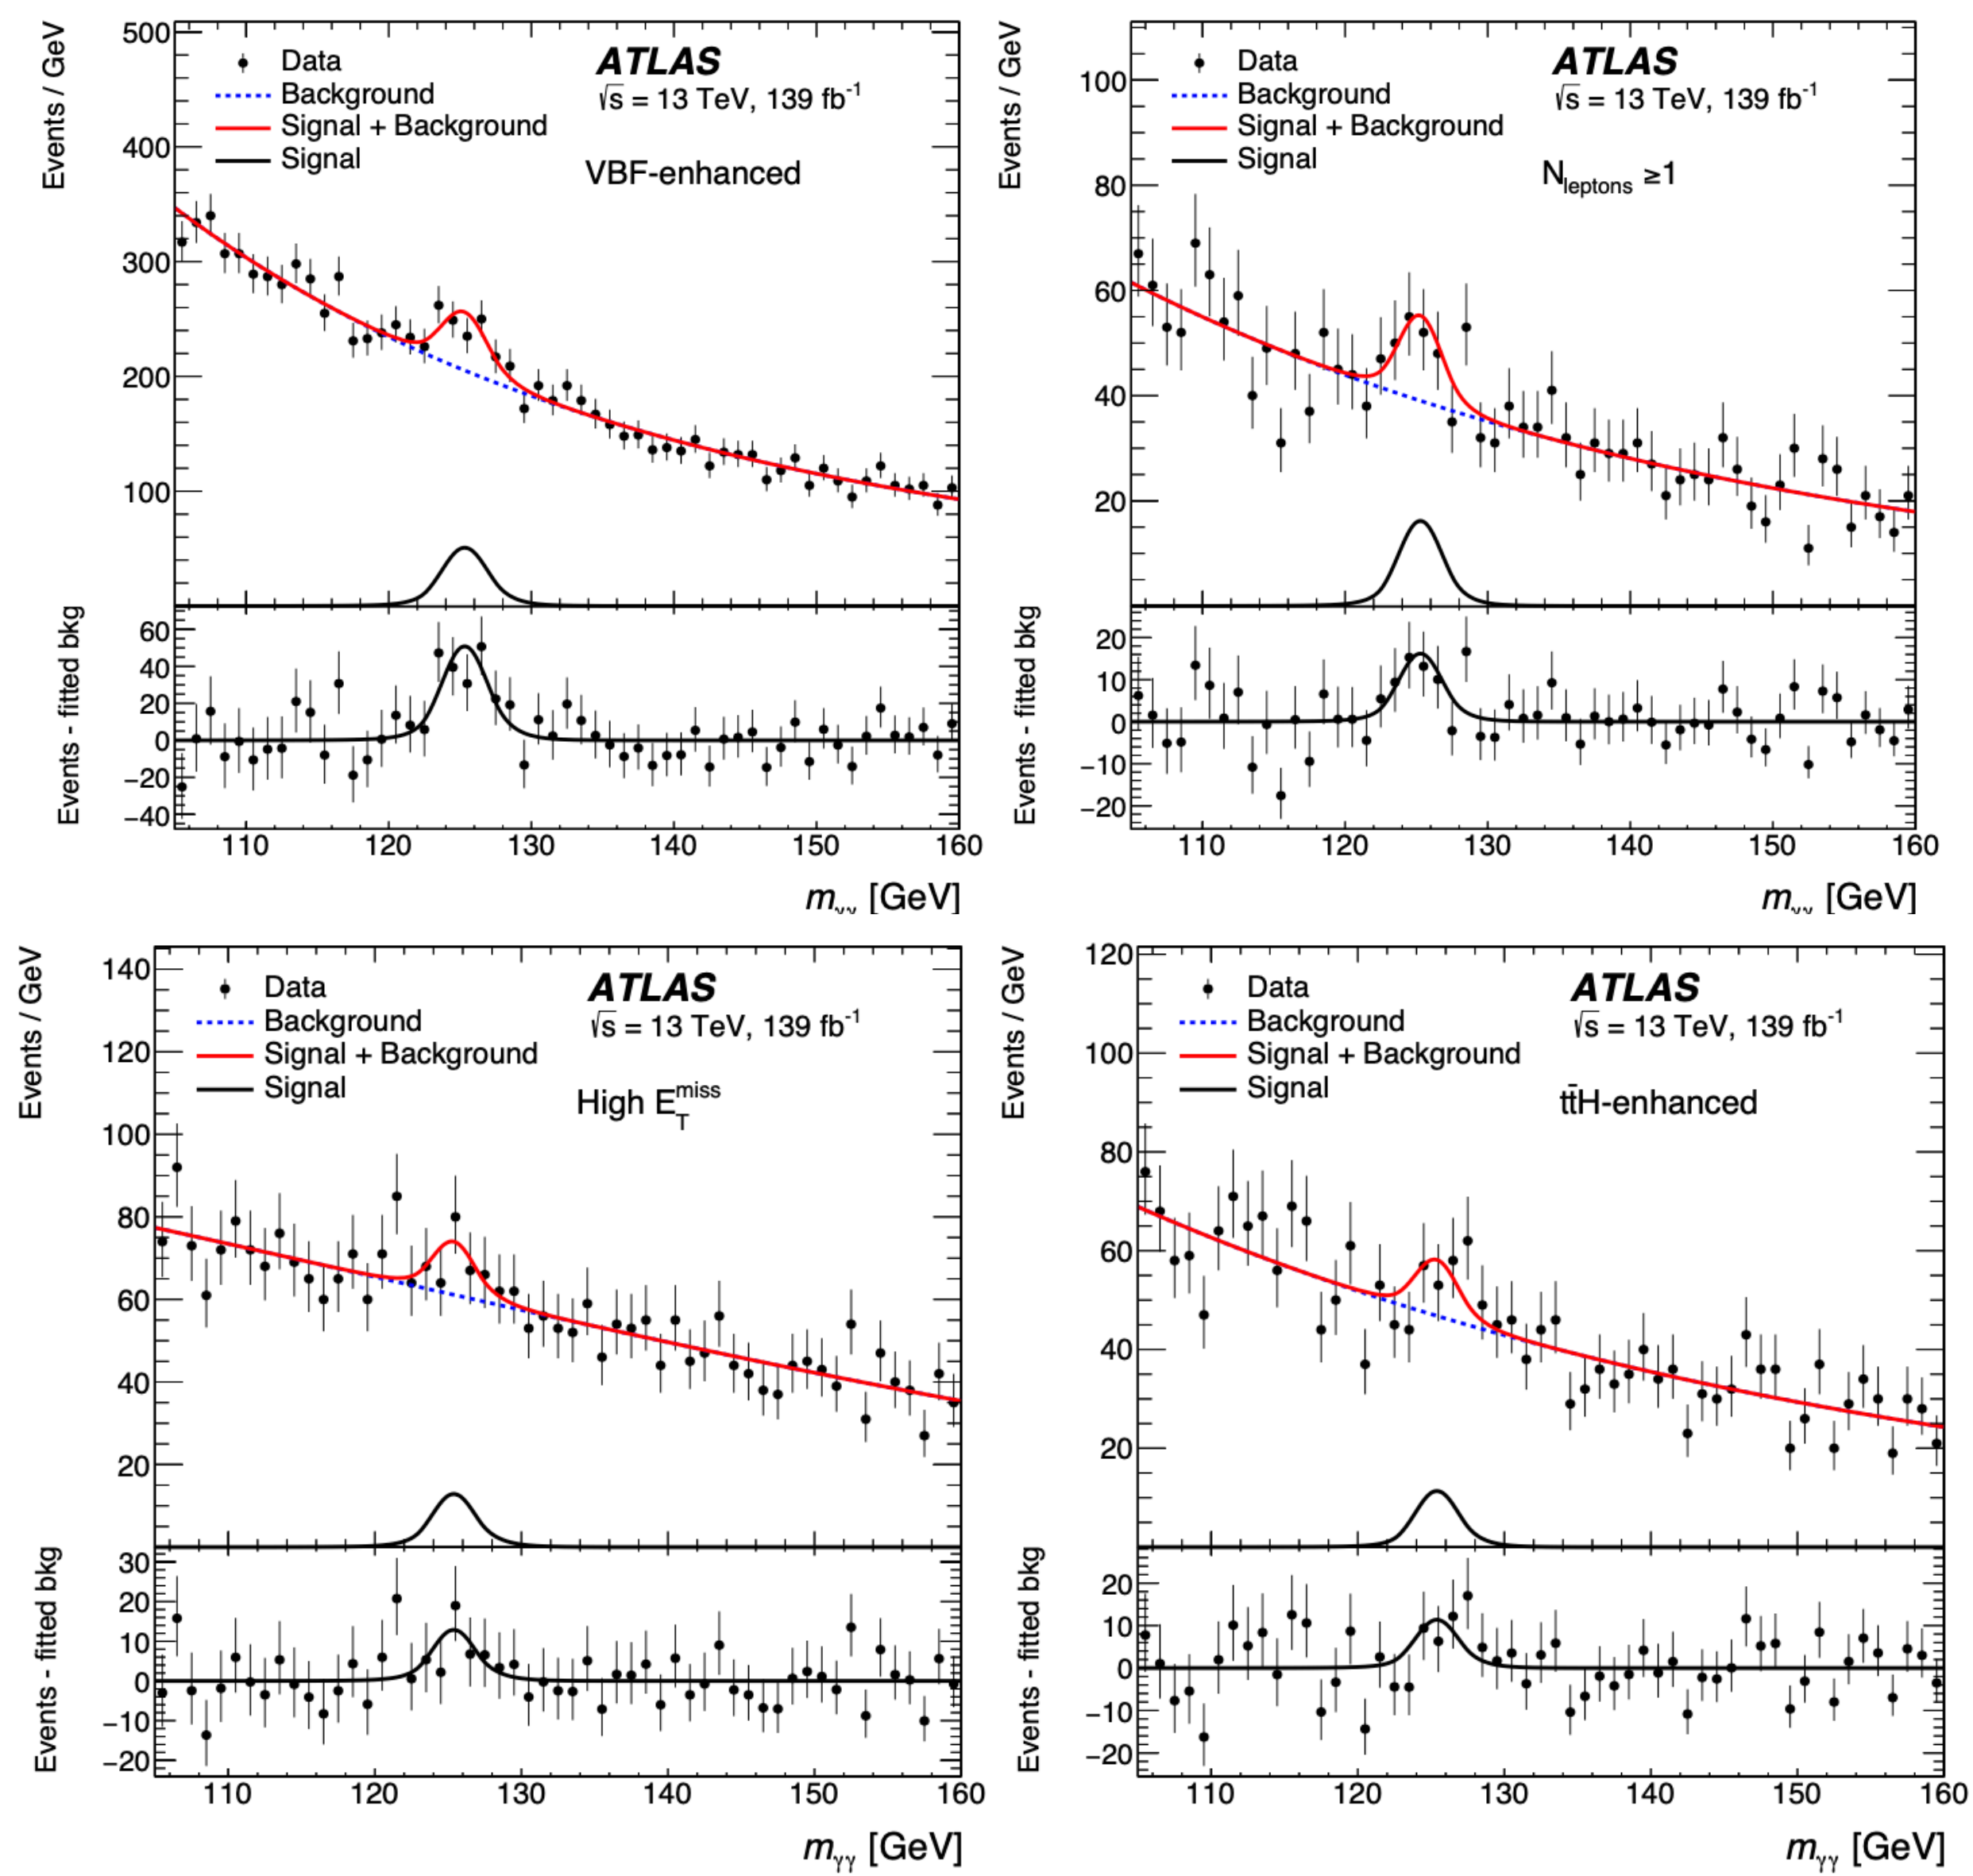 Events / GeV
500
400
300
200
100
Data
Background
Signal + Background
Signal
ATLAS
√s = 13 TeV, 139 fb⁻¹
VBF-enhanced
Events - fitted bkg
60
40
20
0
−20
−40
110 120 130 140 150 160
mγγ [GeV]
Events / GeV
100
80
60
40
20
Data
Background
Signal + Background
Signal
ATLAS
√s = 13 TeV, 139 fb⁻¹
Nleptons ≥1
Events - fitted bkg
20
10
0
−10
−20
110 120 130 140 150 160
mγγ [GeV]
Events / GeV
140
120
100
80
60
40
20
Data
Background
Signal + Background
Signal
ATLAS
√s = 13 TeV, 139 fb⁻¹
High E_T^miss
Events - fitted bkg
30
20
10
0
−10
−20
110 120 130 140 150 160
mγγ [GeV]
Events / GeV
120
100
80
60
40
20
Data
Background
Signal + Background
Signal
ATLAS
√s = 13 TeV, 139 fb⁻¹
tt̄H-enhanced
Events - fitted bkg
20
10
0
−10
−20
110 120 130 140 150 160
mγγ [GeV]